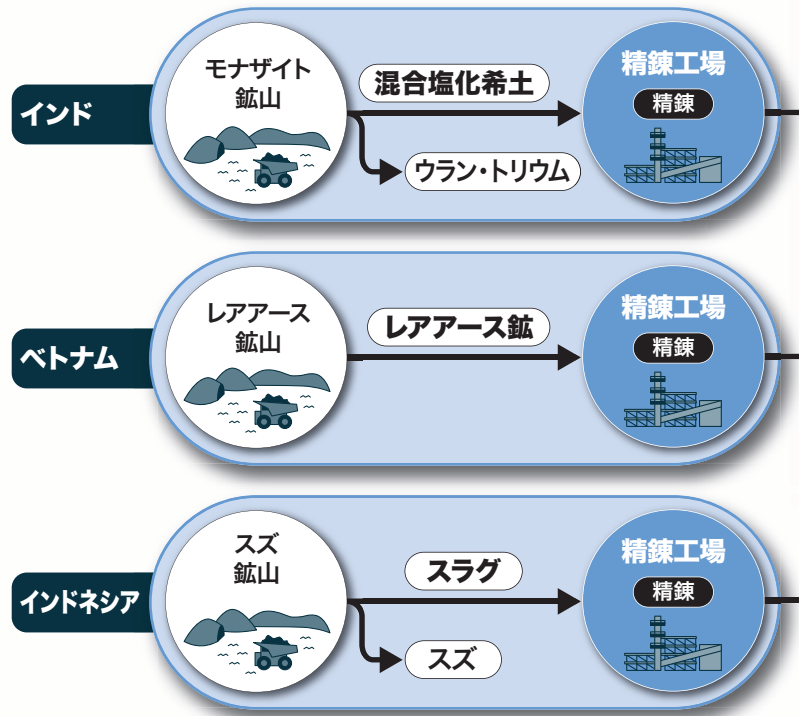 インド
モナザイト
鉱山
混合塩化希土
ウラン・トリウム
精錬工場
精錬
ベトナム
レアアース
鉱山
レアアース鉱
精錬工場
精錬
インドネシア
スズ
鉱山
スラグ
スズ
精錬工場
精錬